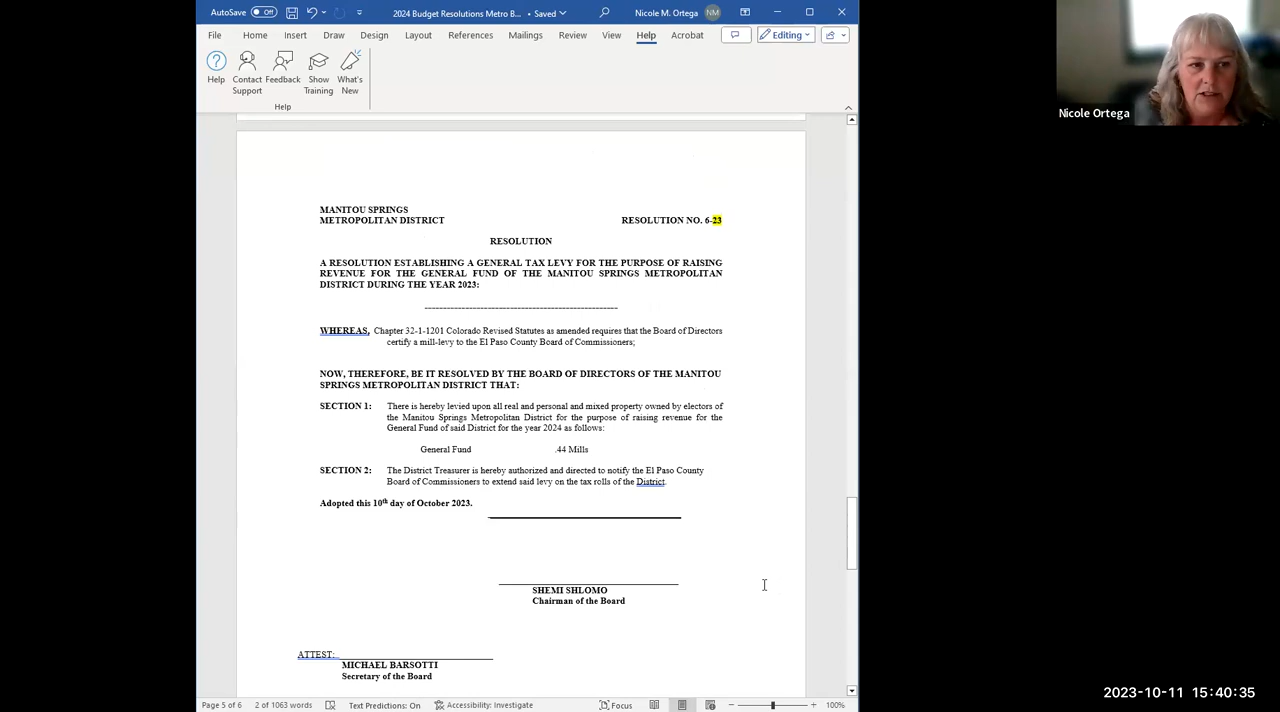 AutoSave Off 2024 Budget Resolutions Metro B... • Saved Nicole M. Ortega NM
File Home Insert Draw Design Layout References Mailings Review View Help Acrobat Editing
Help Contact Support Feedback Show Training What's New
Help
Nicole Ortega
MANITOU SPRINGS
METROPOLITAN DISTRICT RESOLUTION NO. 6-23
RESOLUTION
A RESOLUTION ESTABLISHING A GENERAL TAX LEVY FOR THE PURPOSE OF RAISING
REVENUE FOR THE GENERAL FUND OF THE MANITOU SPRINGS METROPOLITAN
DISTRICT DURING THE YEAR 2023:
WHEREAS, Chapter 32-1-1201 Colorado Revised Statutes as amended requires that the Board of Directors
certify a mill-levy to the El Paso County Board of Commissioners;
NOW, THEREFORE, BE IT RESOLVED BY THE BOARD OF DIRECTORS OF THE MANITOU
SPRINGS METROPOLITAN DISTRICT THAT:
SECTION 1: There is hereby levied upon all real and personal and mixed property owned by electors of
the Manitou Springs Metropolitan District for the purpose of raising revenue for the
General Fund of said District for the year 2024 as follows:
General Fund .44 Mills
SECTION 2: The District Treasurer is hereby authorized and directed to notify the El Paso County
Board of Commissioners to extend said levy on the tax rolls of the District.
Adopted this 10th day of October 2023.
SHEMI SHLOMO
Chairman of the Board
ATTEST:
MICHAEL BARSOTTI
Secretary of the Board
Page 5 of 6 2 of 1063 words Text Predictions: On Accessibility: Investigate Focus 100%
2023-10-11 15:40:35